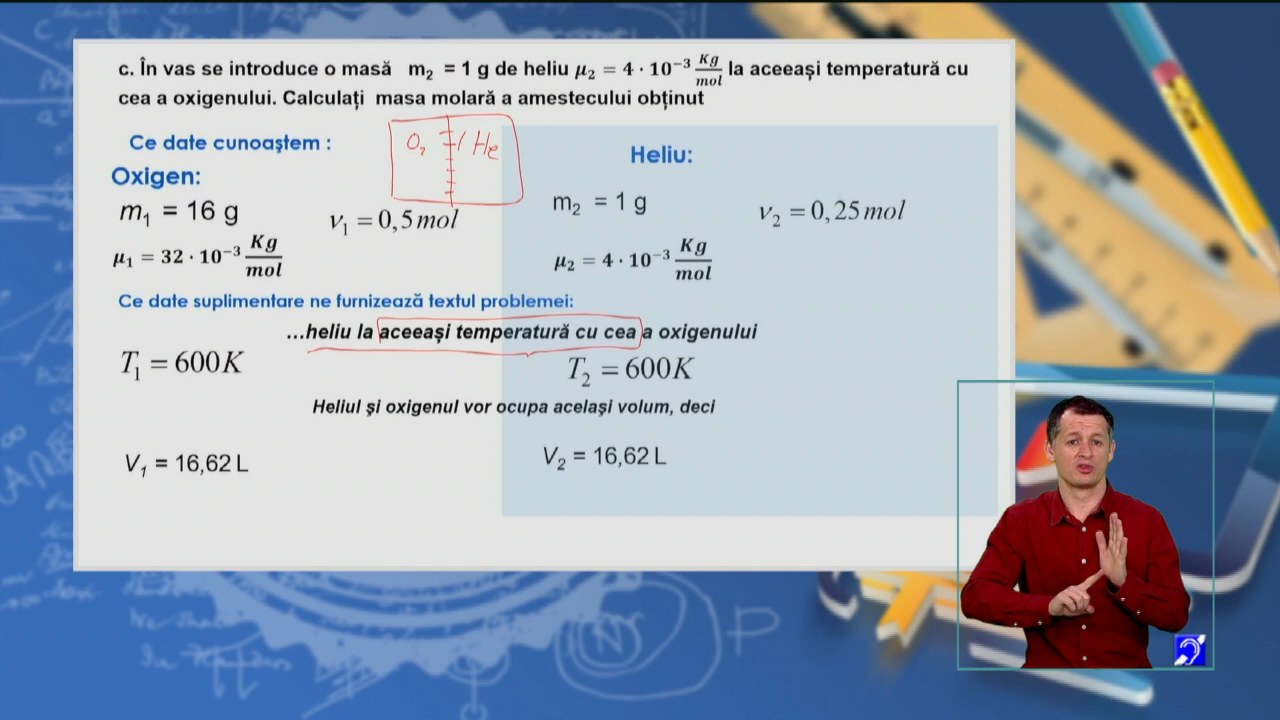 c. În vas se introduce o masă m₂ = 1 g de heliu μ₂ = 4 · 10⁻³ Kg/mol la aceeași temperatură cu
cea a oxigenului. Calculați masa molară a amestecului obținut
Ce date cunoaștem :
O₂ He
Oxigen:
Heliu:
m₁ = 16 g
ν₁ = 0,5 mol
m₂ = 1 g
ν₂ = 0,25 mol
μ₁ = 32 · 10⁻³ Kg/mol
μ₂ = 4 · 10⁻³ Kg/mol
Ce date suplimentare ne furnizează textul problemei:
...heliu la aceeași temperatură cu cea a oxigenului
T₁ = 600K
T₂ = 600K
Heliul și oxigenul vor ocupa același volum, deci
V₁ = 16,62 L
V₂ = 16,62 L
N
P